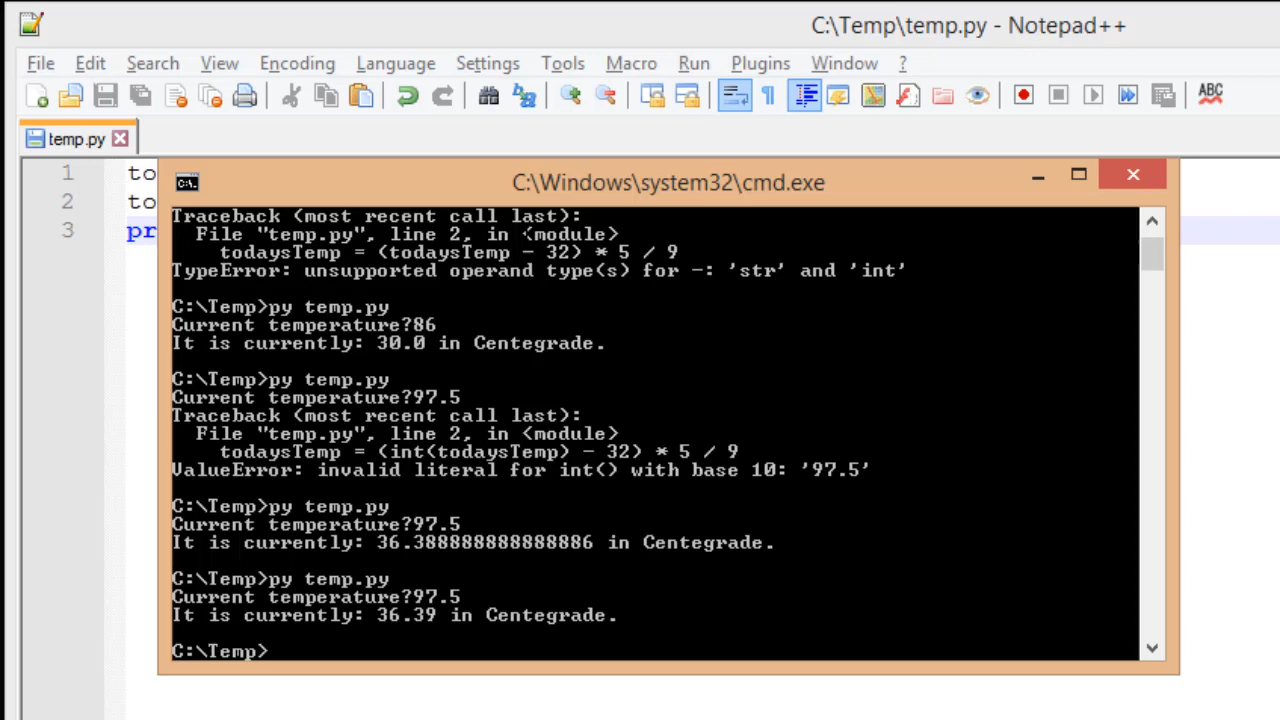 C:\Temp\temp.py - Notepad++
File Edit Search View Encoding Language Settings Tools Macro Run Plugins Window ?
ABC
temp.py
1 to
2 to
3 pr
C:\Windows\system32\cmd.exe
Traceback (most recent call last):
File "temp.py", line 2, in <module>
todaysTemp = (todaysTemp - 32) * 5 / 9
TypeError: unsupported operand type(s) for -: 'str' and 'int'
C:\Temp>py temp.py
Current temperature?86
It is currently: 30.0 in Centegrade.
C:\Temp>py temp.py
Current temperature?97.5
Traceback (most recent call last):
File "temp.py", line 2, in <module>
todaysTemp = (int(todaysTemp) - 32) * 5 / 9
ValueError: invalid literal for int() with base 10: '97.5'
C:\Temp>py temp.py
Current temperature?97.5
It is currently: 36.388888888888886 in Centegrade.
C:\Temp>py temp.py
Current temperature?97.5
It is currently: 36.39 in Centegrade.
C:\Temp>